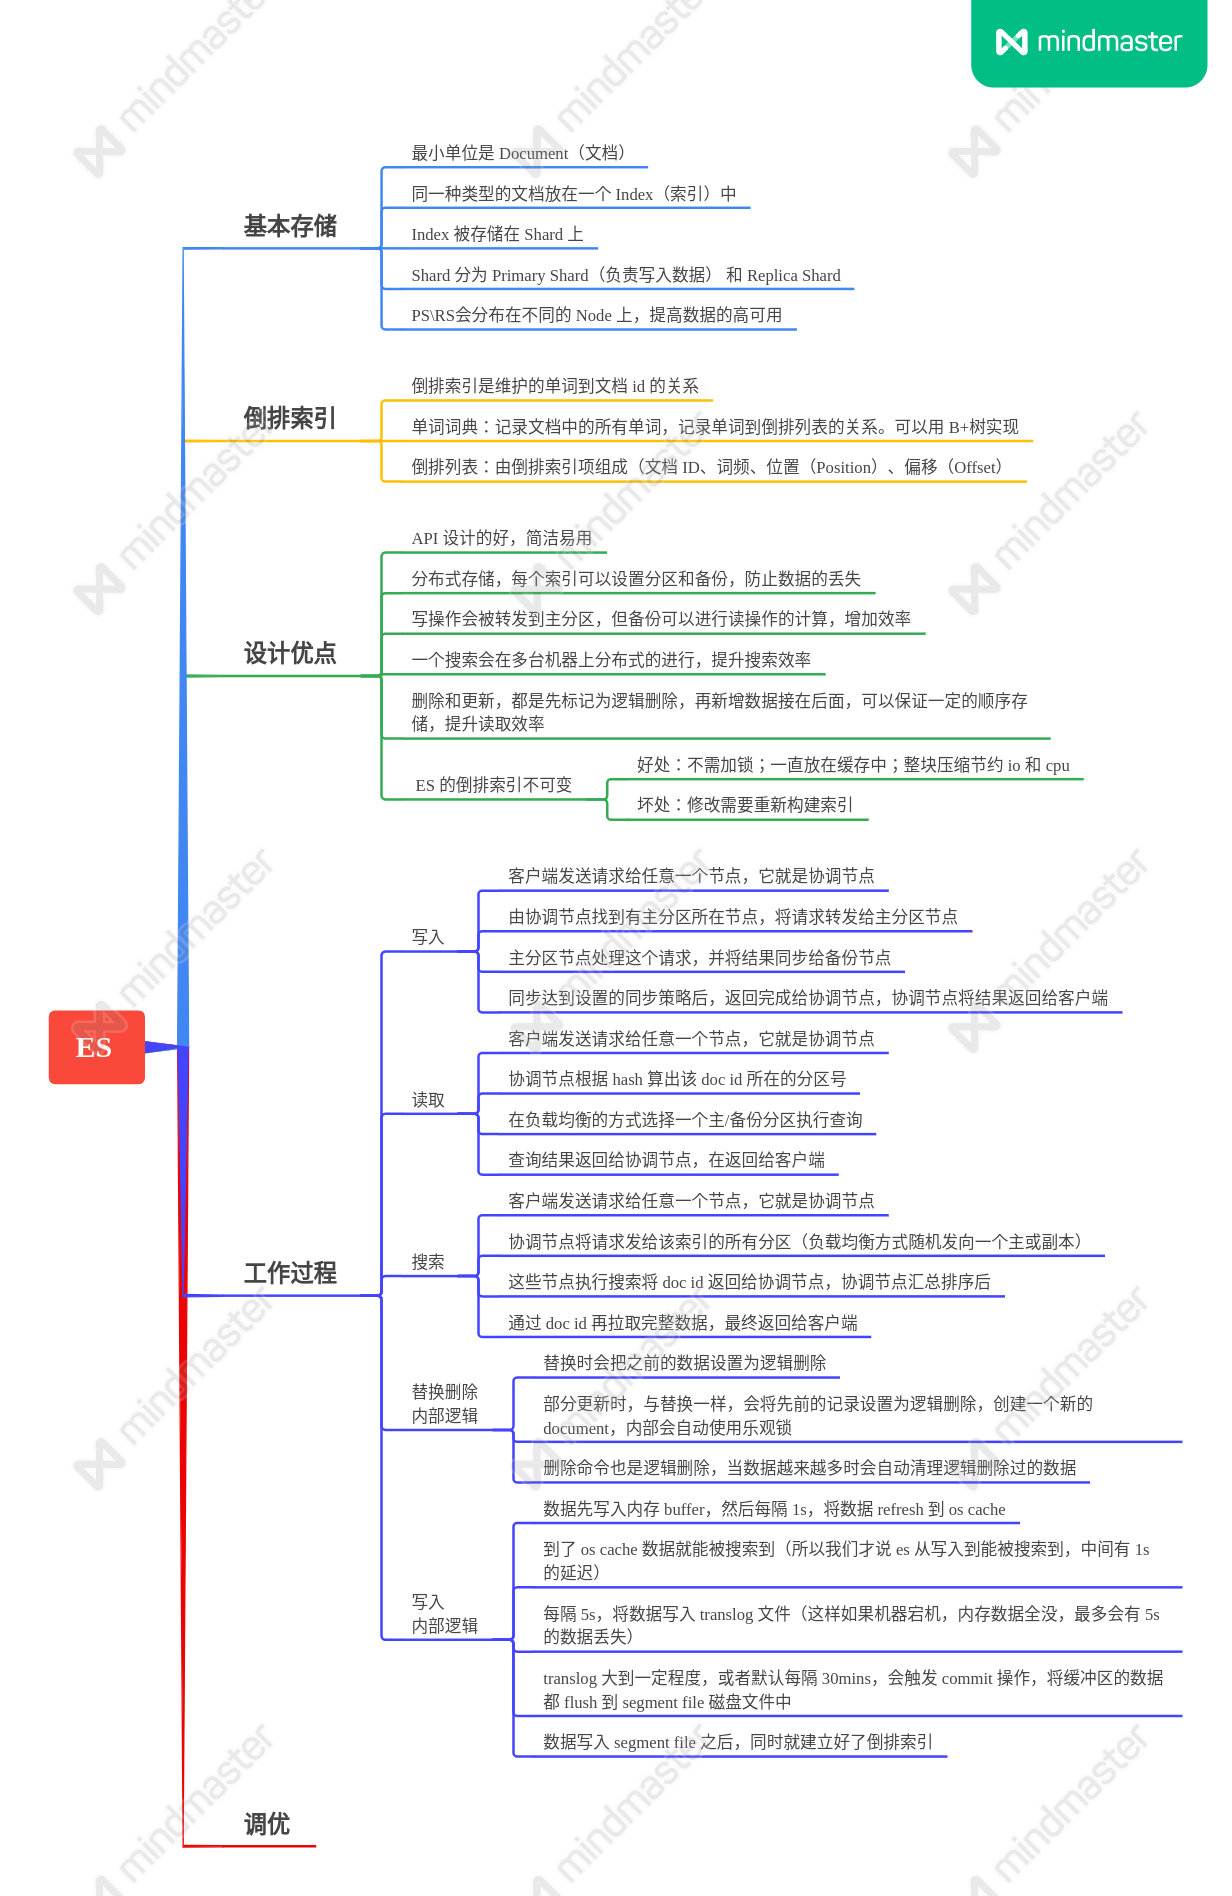 mindmaster
最小单位是 Document（文档）
同一种类型的文档放在一个 Index（索引）中
基本存储
Index 被存储在 Shard 上
Shard 分为 Primary Shard（负责写入数据） 和 Replica Shard
PS\RS会分布在不同的 Node 上，提高数据的高可用
倒排索引是维护的单词到文档 id 的关系
倒排索引
单词词典：记录文档中的所有单词，记录单词到倒排列表的关系。可以用 B+树实现
倒排列表：由倒排索引项组成（文档 ID、词频、位置（Position）、偏移（Offset）
API 设计的好，简洁易用
分布式存储，每个索引可以设置分区和备份，防止数据的丢失
写操作会被转发到主分区，但备份可以进行读操作的计算，增加效率
设计优点
一个搜索会在多台机器上分布式的进行，提升搜索效率
删除和更新，都是先标记为逻辑删除，再新增数据接在后面，可以保证一定的顺序存
储，提升读取效率
ES 的倒排索引不可变
好处：不需加锁；一直放在缓存中；整块压缩节约 io 和 cpu
坏处：修改需要重新构建索引
ES
工作过程
写入
客户端发送请求给任意一个节点，它就是协调节点
由协调节点找到有主分区所在节点，将请求转发给主分区节点
主分区节点处理这个请求，并将结果同步给备份节点
同步达到设置的同步策略后，返回完成给协调节点，协调节点将结果返回给客户端
读取
客户端发送请求给任意一个节点，它就是协调节点
协调节点根据 hash 算出该 doc id 所在的分区号
在负载均衡的方式选择一个主/备份分区执行查询
查询结果返回给协调节点，在返回给客户端
搜索
客户端发送请求给任意一个节点，它就是协调节点
协调节点将请求发给该索引的所有分区（负载均衡方式随机发向一个主或副本）
这些节点执行搜索将 doc id 返回给协调节点，协调节点汇总排序后
通过 doc id 再拉取完整数据，最终返回给客户端
替换删除
内部逻辑
替换时会把之前的数据设置为逻辑删除
部分更新时，与替换一样，会将先前的记录设置为逻辑删除，创建一个新的
document，内部会自动使用乐观锁
删除命令也是逻辑删除，当数据越来越多时会自动清理逻辑删除过的数据
写入
内部逻辑
数据先写入内存 buffer，然后每隔 1s，将数据 refresh 到 os cache
到了 os cache 数据就能被搜索到（所以我们才说 es 从写入到能被搜索到，中间有 1s
的延迟）
每隔 5s，将数据写入 translog 文件（这样如果机器宕机，内存数据全没，最多会有 5s
的数据丢失）
translog 大到一定程度，或者默认每隔 30mins，会触发 commit 操作，将缓冲区的数据
都 flush 到 segment file 磁盘文件中
数据写入 segment file 之后，同时就建立好了倒排索引
调优